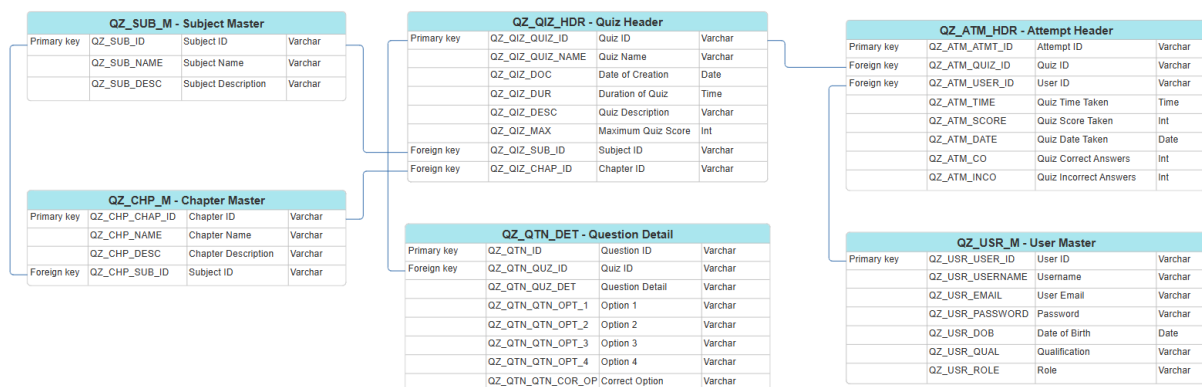 QZ_SUB_M - Subject Master
Primary key QZ_SUB_ID Subject ID Varchar
QZ_SUB_NAME Subject Name Varchar
QZ_SUB_DESC Subject Description Varchar
QZ_CHP_M - Chapter Master
Primary key QZ_CHP_CHAP_ID Chapter ID Varchar
QZ_CHP_NAME Chapter Name Varchar
QZ_CHP_DESC Chapter Description Varchar
Foreign key QZ_CHP_SUB_ID Subject ID Varchar
QZ_QIZ_HDR - Quiz Header
Primary key QZ_QIZ_QUIZ_ID Quiz ID Varchar
QZ_QIZ_QUIZ_NAME Quiz Name Varchar
QZ_QIZ_DOC Date of Creation Date
QZ_QIZ_DUR Duration of Quiz Time
QZ_QIZ_DESC Quiz Description Varchar
QZ_QIZ_MAX Maximum Quiz Score Int
Foreign key QZ_QIZ_SUB_ID Subject ID Varchar
Foreign key QZ_QIZ_CHAP_ID Chapter ID Varchar
QZ_QTN_DET - Question Detail
Primary key QZ_QTN_ID Question ID Varchar
Foreign key QZ_QTN_QUZ_ID Quiz ID Varchar
QZ_QTN_QUZ_DET Question Detail Varchar
QZ_QTN_QTN_OPT_1 Option 1 Varchar
QZ_QTN_QTN_OPT_2 Option 2 Varchar
QZ_QTN_QTN_OPT_3 Option 3 Varchar
QZ_QTN_QTN_OPT_4 Option 4 Varchar
QZ_QTN_QTN_COR_OP Correct Option Varchar
QZ_ATM_HDR - Attempt Header
Primary key QZ_ATM_ATMT_ID Attempt ID Varchar
Foreign key QZ_ATM_QUIZ_ID Quiz ID Varchar
Foreign key QZ_ATM_USER_ID User ID Varchar
QZ_ATM_TIME Quiz Time Taken Time
QZ_ATM_SCORE Quiz Score Taken Int
QZ_ATM_DATE Quiz Date Taken Date
QZ_ATM_CO Quiz Correct Answers Int
QZ_ATM_INCO Quiz Incorrect Answers Int
QZ_USR_M - User Master
Primary key QZ_USR_USER_ID User ID Varchar
QZ_USR_USERNAME Username Varchar
QZ_USR_EMAIL User Email Varchar
QZ_USR_PASSWORD Password Varchar
QZ_USR_DOB Date of Birth Date
QZ_USR_QUAL Qualification Varchar
QZ_USR_ROLE Role Varchar